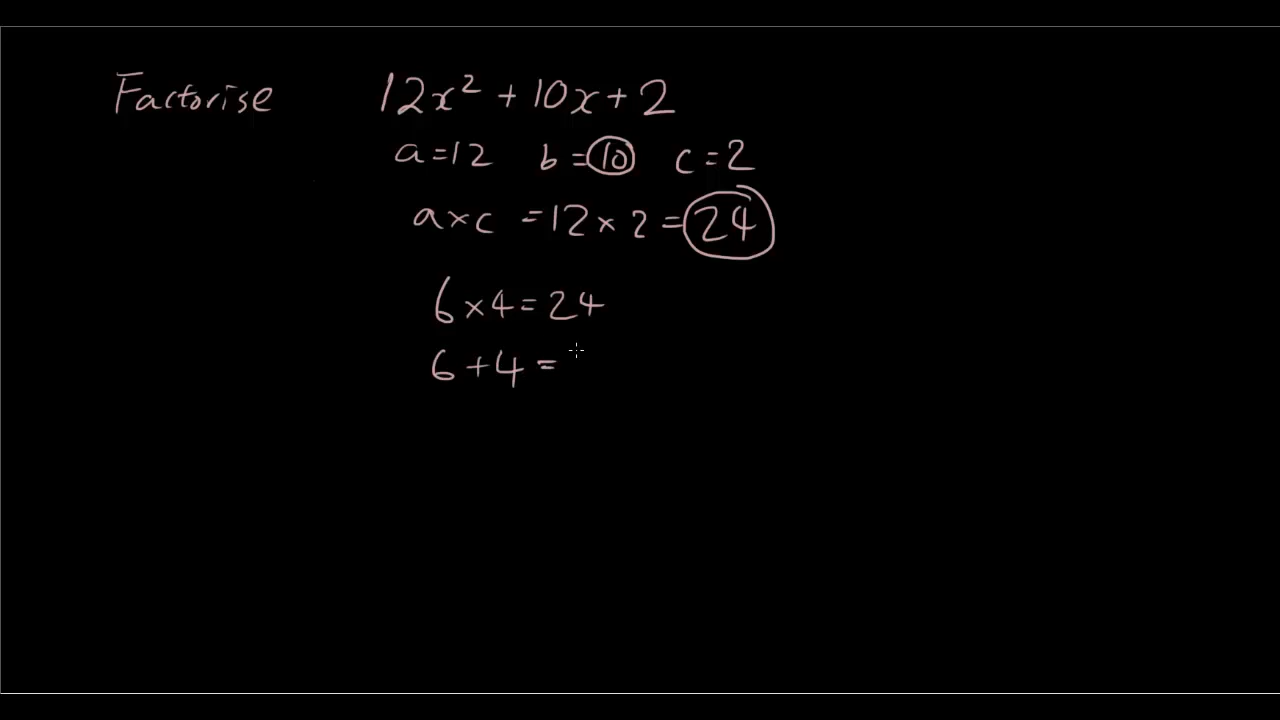 Factorise 12x² + 10x + 2
a=12 b=10 c=2
a×c =12×2=24
6×4=24
6+4=